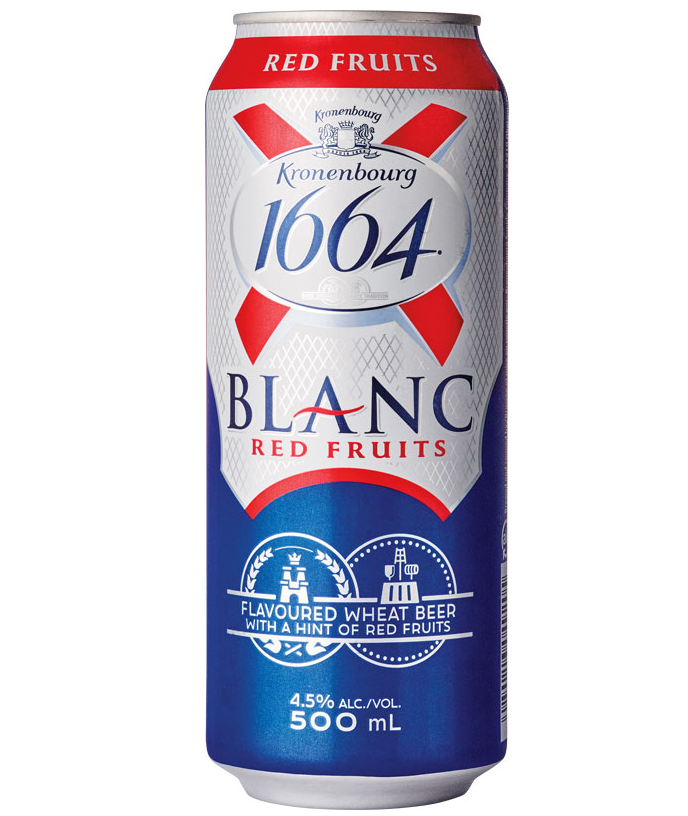 RED FRUITS
Kronenbourg
Kronenbourg
1664.
BLANC
RED FRUITS
FLAVOURED WHEAT BEER
WITH A HINT OF RED FRUITS
4.5% ALC./VOL.
500 mL